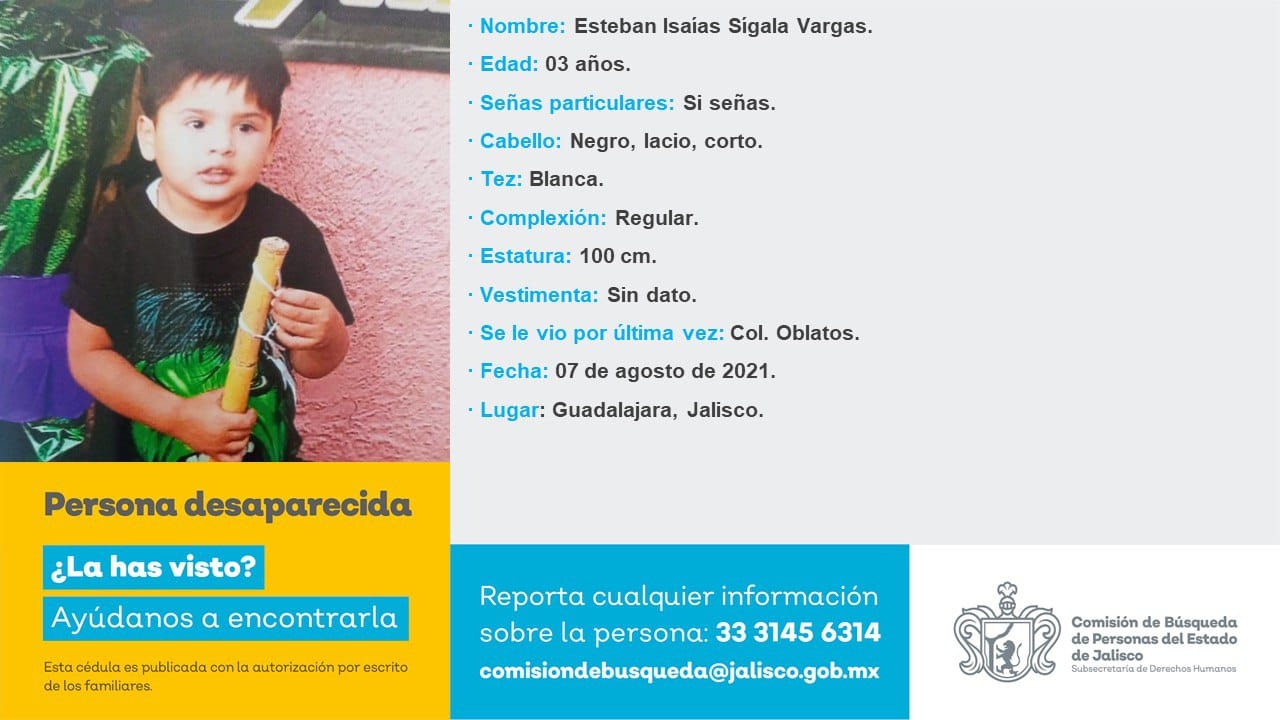 · Nombre: Esteban Isaías Sígala Vargas.
· Edad: 03 años.
· Señas particulares: Si señas.
· Cabello: Negro, lacio, corto.
· Tez: Blanca.
· Complexión: Regular.
· Estatura: 100 cm.
· Vestimenta: Sin dato.
· Se le vio por última vez: Col. Oblatos.
· Fecha: 07 de agosto de 2021.
· Lugar: Guadalajara, Jalisco.
Persona desaparecida
¿La has visto?
Ayúdanos a encontrarla
Esta cédula es publicada con la autorización por escrito
de los familiares.
Reporta cualquier información
sobre la persona: 33 3145 6314
comisiondebusqueda@jalisco.gob.mx
Comisión de Búsqueda
de Personas del Estado
de Jalisco
Subsecretaría de Derechos Humanos